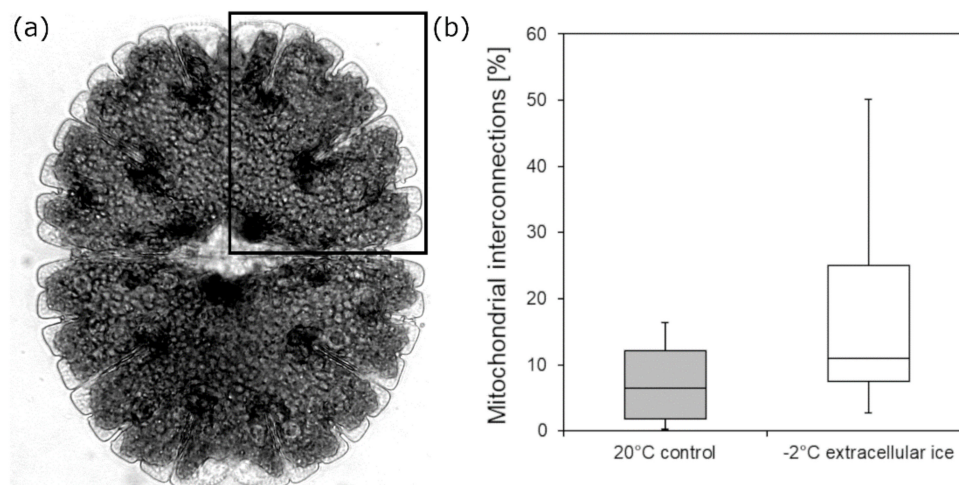 (a)
(b)
Mitochondrial interconnections [%]
60
50
40
30
20
10
0
20°C control
-2°C extracellular ice